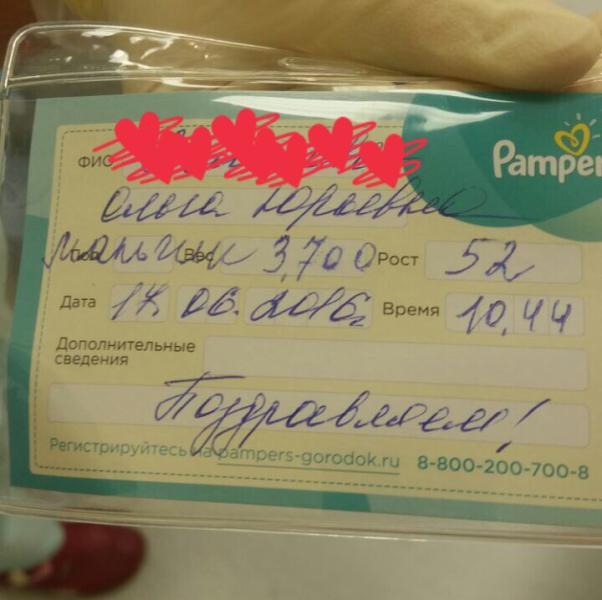 Pampers
ФИО
Ольга Юрьевна
Пол мальчик Вес 3,700 Рост 52
Дата 17. 06. 2016г. Время 10,44
Дополнительные
сведения
Поздравляем!
Регистрируйтесь на pampers-gorodok.ru 8-800-200-700-8